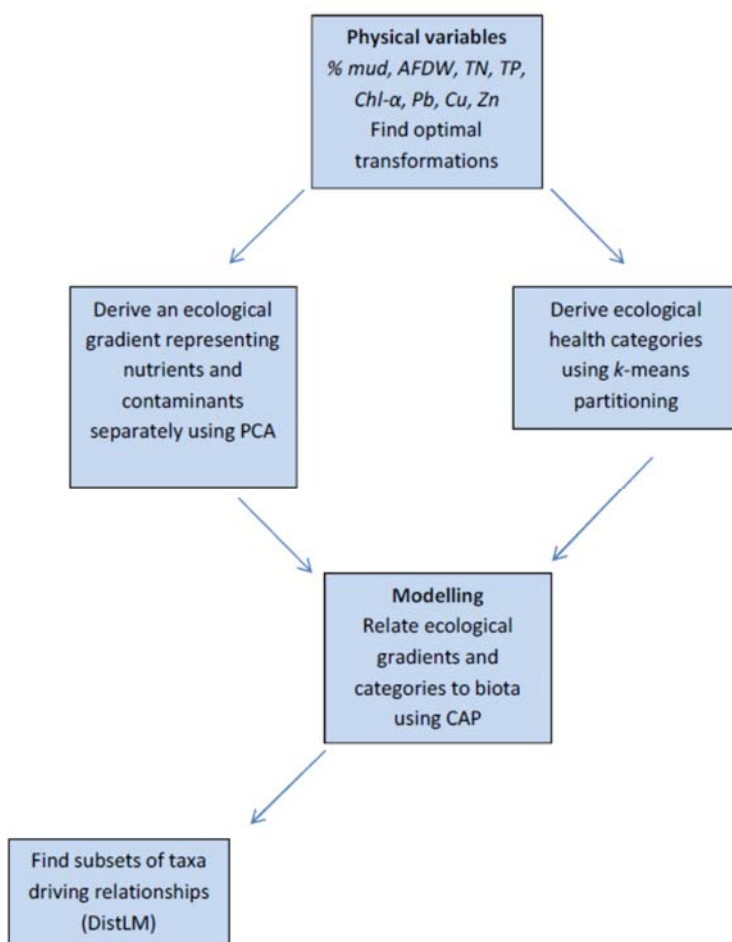 Physical variables
% mud, AFDW, TN, TP,
Chl-α, Pb, Cu, Zn
Find optimal
transformations
Derive an ecological
gradient representing
nutrients and
contaminants
separately using PCA
Derive ecological
health categories
using k-means
partitioning
Modelling
Relate ecological
gradients and
categories to biota
using CAP
Find subsets of taxa
driving relationships
(DistLM)